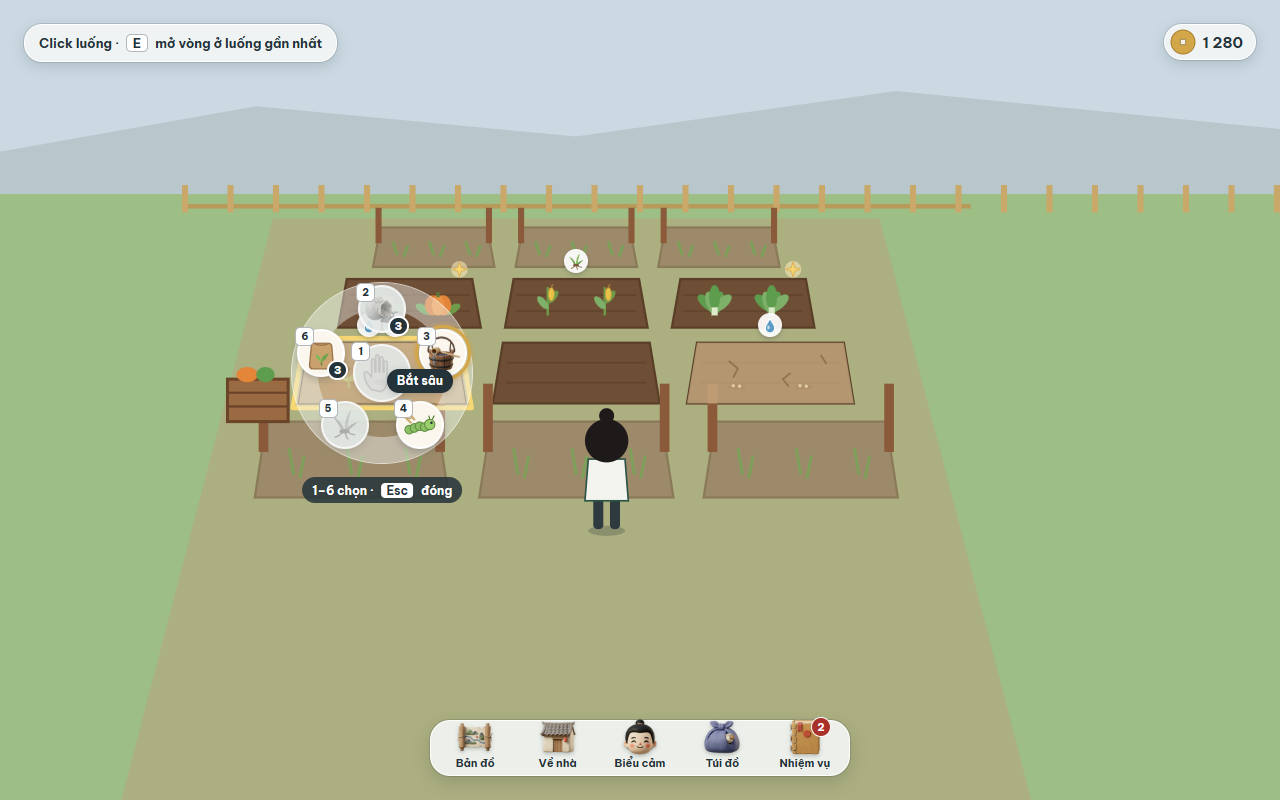 Click luống · E mở vòng ở luống gần nhất
1 280
2
3
6
3
1
3
Bắt sâu
5
4
1–6 chọn · Esc đóng
2
Bản đồ
Về nhà
Biểu cảm
Túi đồ
Nhiệm vụ